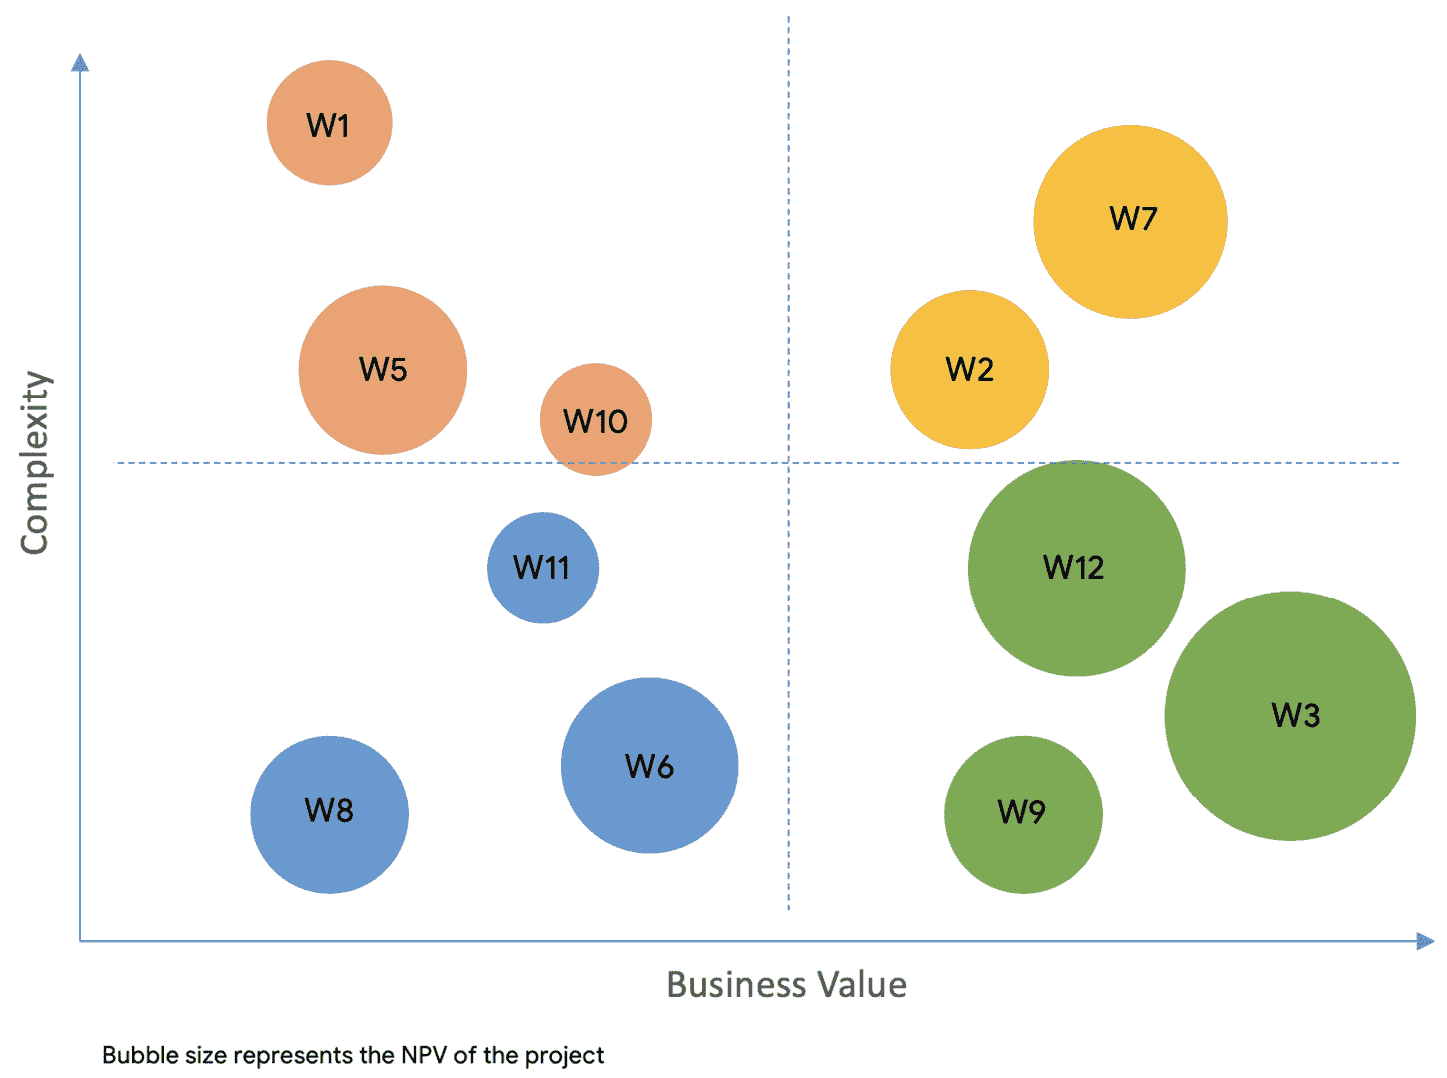 W1
W7
W5
W2
W10
Complexity
W11
W12
W3
W6
W8
W9
Business Value
Bubble size represents the NPV of the project